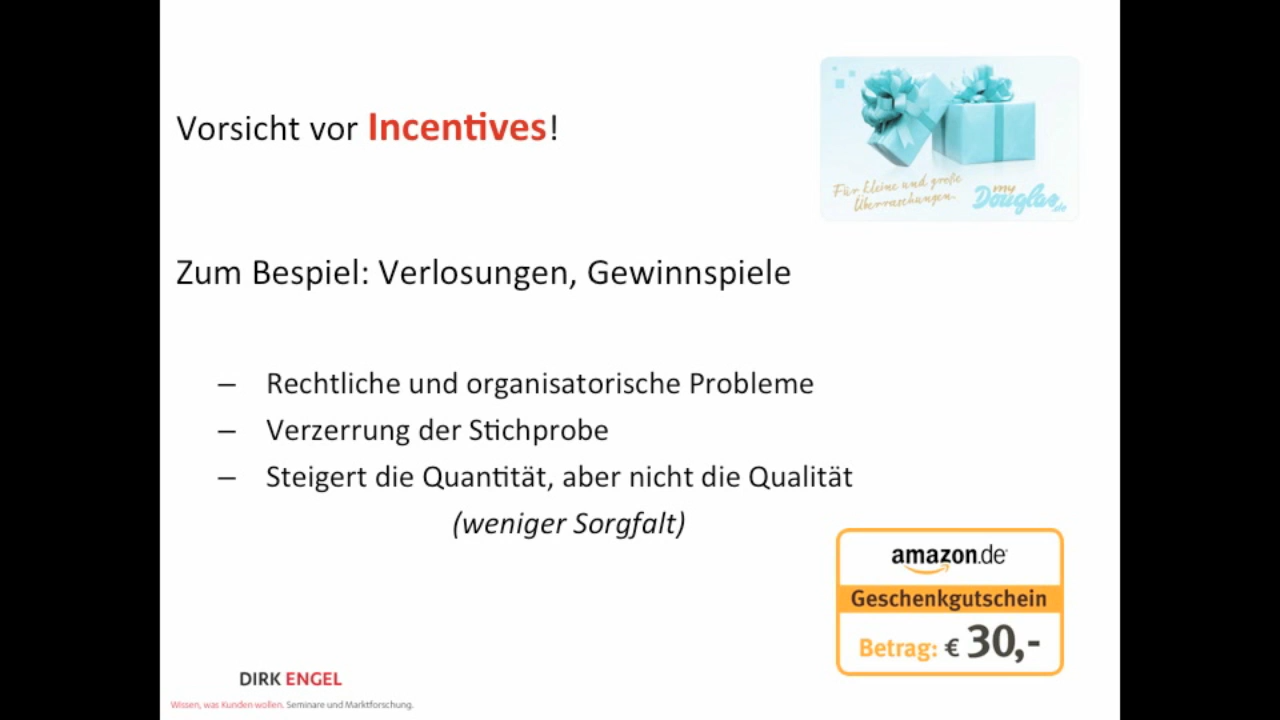 Vorsicht vor Incentives!
Für kleine und große
Überraschungen.
my
Douglas.de
Zum Bespiel: Verlosungen, Gewinnspiele
– Rechtliche und organisatorische Probleme
– Verzerrung der Stichprobe
– Steigert die Quantität, aber nicht die Qualität
(weniger Sorgfalt)
amazon.de
Geschenkgutschein
Betrag: € 30,-
DIRK ENGEL
Wissen, was Kunden wollen. Seminare und Marktforschung.